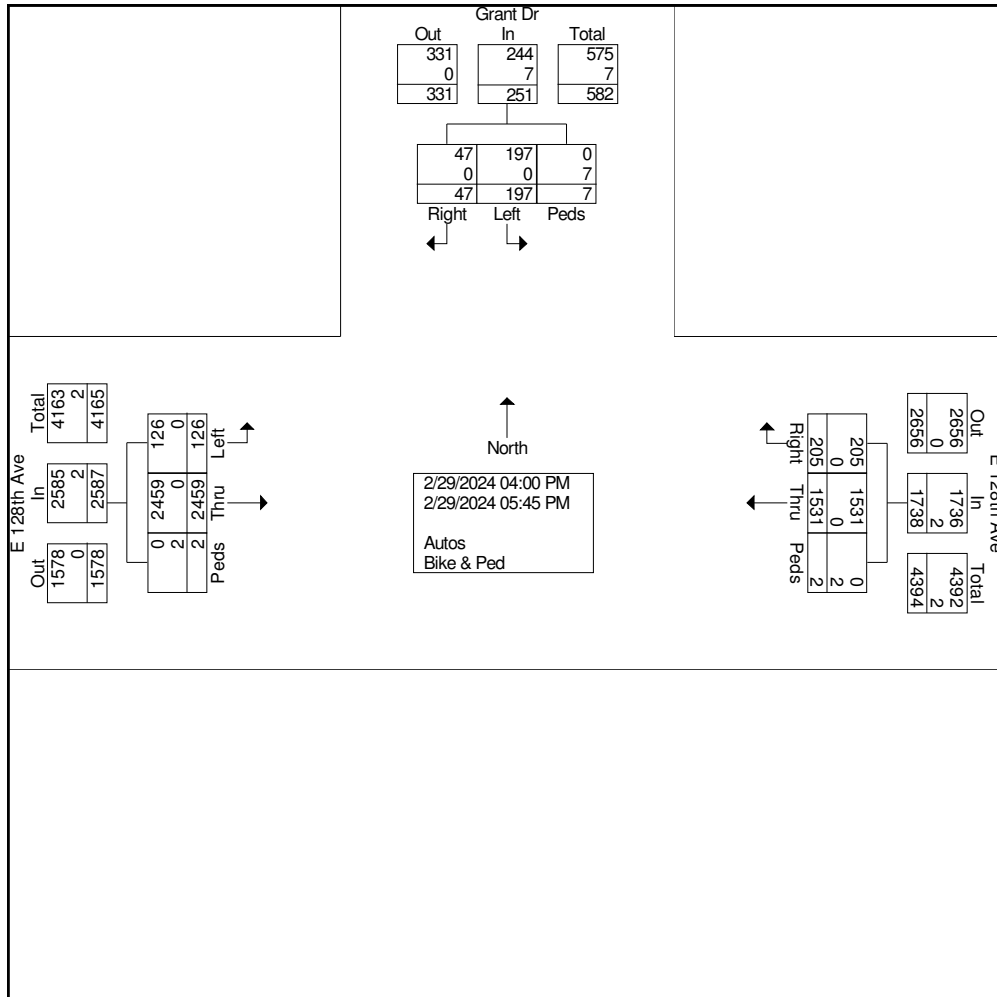 Grant Dr
Out In Total
331 244 575
0 7 7
331 251 582
47 197 0
0 0 7
47 197 7
Right Left Peds
E 128th Ave
Out In Total
1578 2585 4163
0 2 2
1578 2587 4165
Peds Thru Left
0 2459 126
2 0 0
2 2459 126
North
2/29/2024 04:00 PM
2/29/2024 05:45 PM
Autos
Bike & Ped
Right Thru Peds
205 1531 0
0 0 2
205 1531 2
E 128th Ave
Out In Total
2656 1736 4392
0 2 2
2656 1738 4394